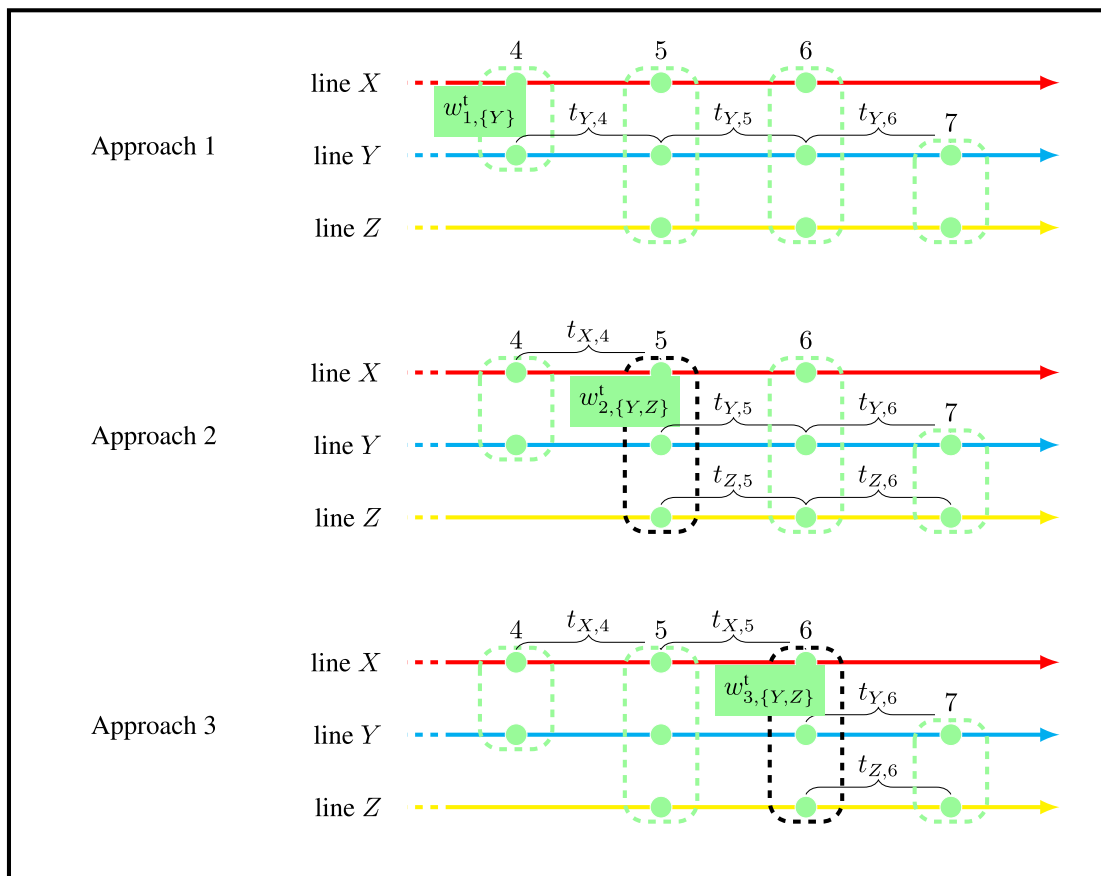 4 5 6
line X
w^t_{1,{Y}} t_{Y,4} t_{Y,5} t_{Y,6} 7
Approach 1
line Y
line Z
t_{X,4}
4 5 6
line X
w^t_{2,{Y,Z}} t_{Y,5} t_{Y,6} 7
Approach 2
line Y
t_{Z,5} t_{Z,6}
line Z
t_{X,4} t_{X,5}
4 5 6
line X
w^t_{3,{Y,Z}} t_{Y,6} 7
Approach 3
line Y
t_{Z,6}
line Z